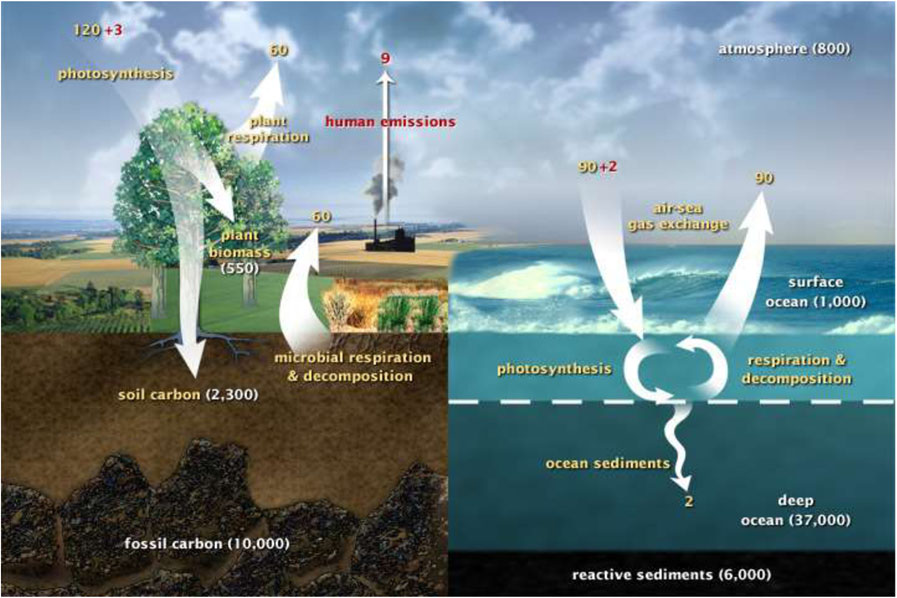 120 +3
photosynthesis
60
plant
respiration
9
human emissions
atmosphere (800)
90+2
90
air-sea
gas exchange
60
plant
biomass
(550)
surface
ocean (1,000)
microbial respiration
& decomposition
photosynthesis
respiration &
decomposition
soil carbon (2,300)
ocean sediments
2
deep
ocean (37,000)
fossil carbon (10,000)
reactive sediments (6,000)